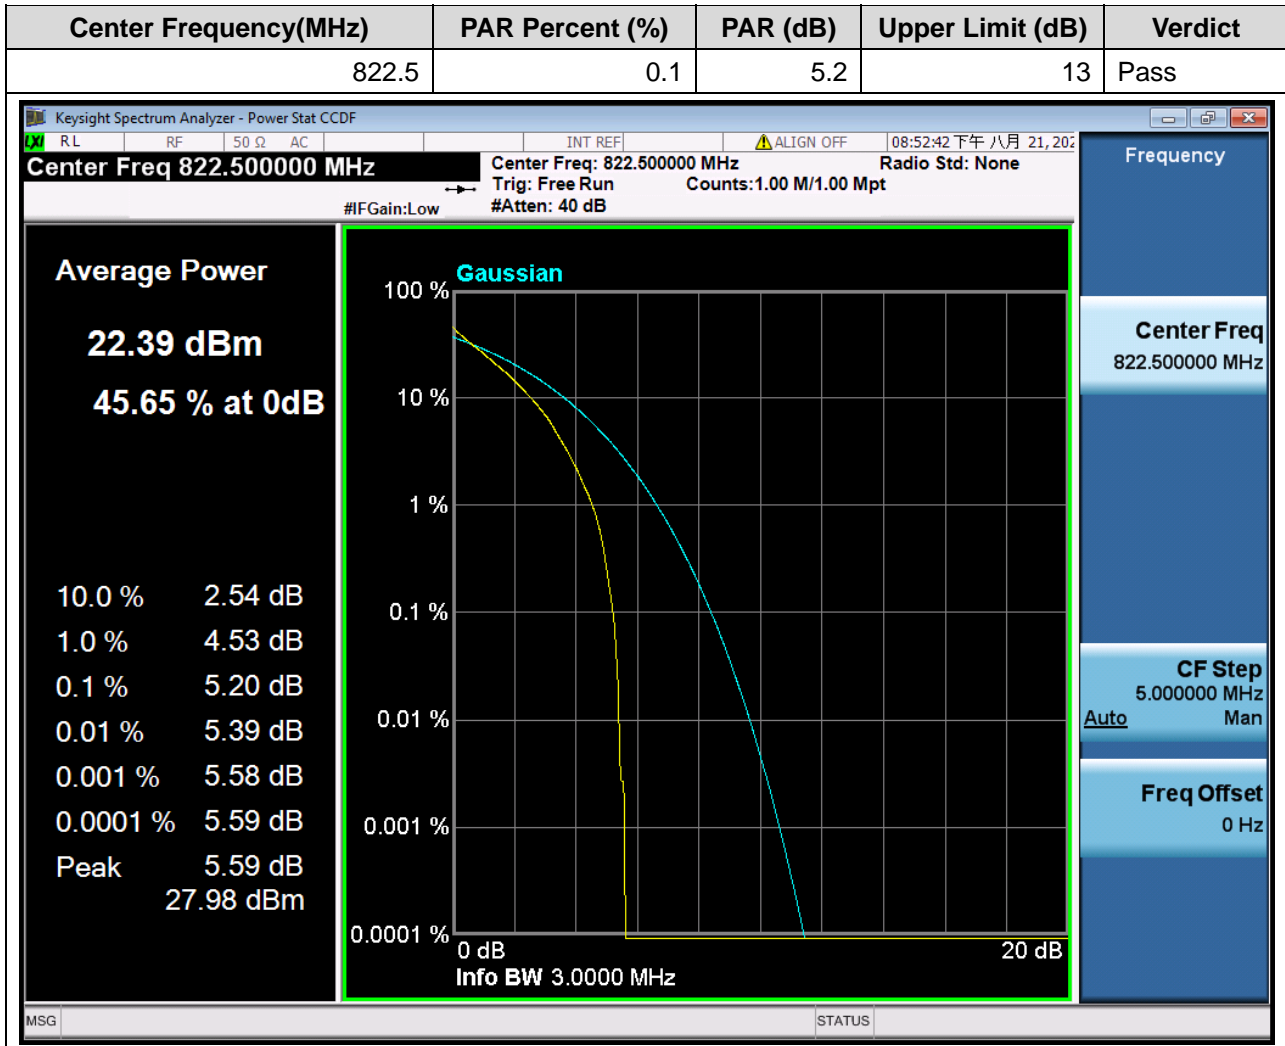 Center Frequency(MHz) PAR Percent (%) PAR (dB) Upper Limit (dB) Verdict
822.5 0.1 5.2 13 Pass
Keysight Spectrum Analyzer - Power Stat CCDF
LXI RL RF 50 Ω AC INT REF ALIGN OFF 08:52:42 下午 八月 21, 202
Center Freq 822.500000 MHz
#IFGain:Low
Center Freq: 822.500000 MHz
Trig: Free Run
#Atten: 40 dB
Counts:1.00 M/1.00 Mpt
Radio Std: None
Average Power
22.39 dBm
45.65 % at 0dB
10.0 % 2.54 dB
1.0 % 4.53 dB
0.1 % 5.20 dB
0.01 % 5.39 dB
0.001 % 5.58 dB
0.0001 % 5.59 dB
Peak 5.59 dB
27.98 dBm
Gaussian
100 %
10 %
1 %
0.1 %
0.01 %
0.001 %
0.0001 %
0 dB 20 dB
Info BW 3.0000 MHz
Frequency
Center Freq
822.500000 MHz
CF Step
5.000000 MHz
Auto Man
Freq Offset
0 Hz
MSG STATUS